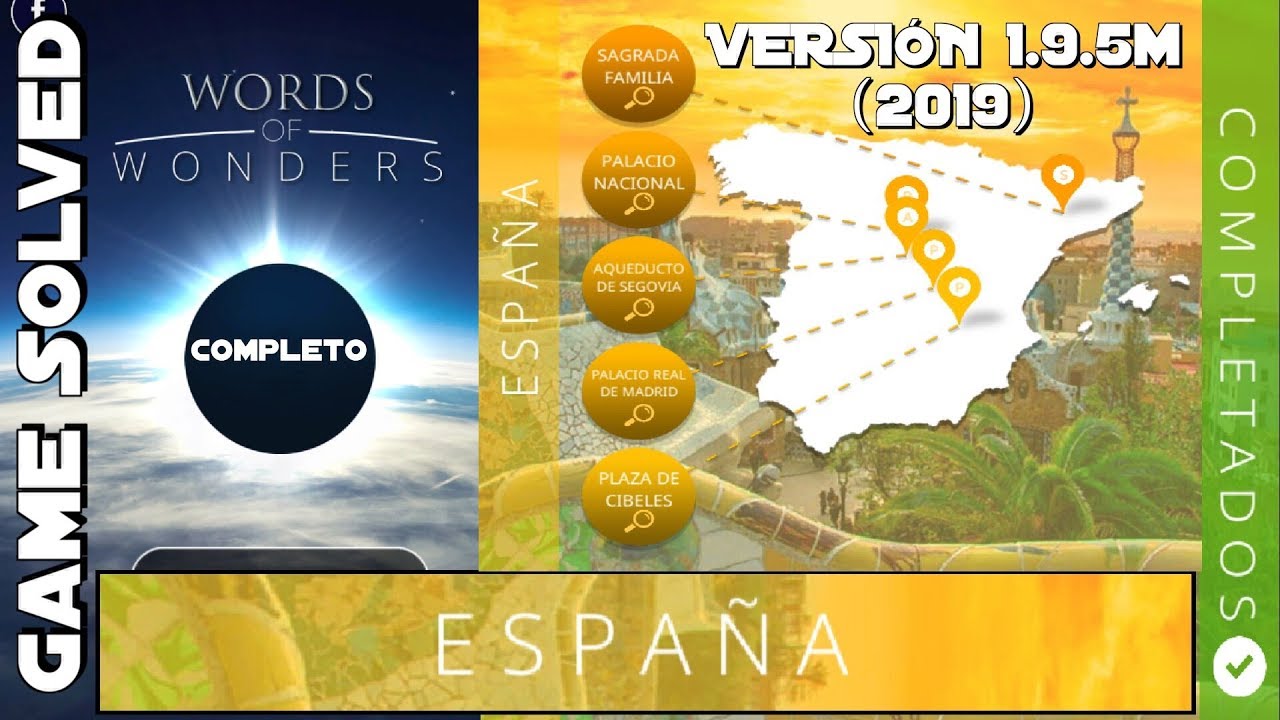 GAME SOLVED
WORDS
OF
WONDERS
COMPLETO
ESPAÑA
SAGRADA
FAMILIA
PALACIO
NACIONAL
AQUEDUCTO
DE SEGOVIA
PALACIO REAL
DE MADRID
PLAZA DE
CIBELES
VERSIÓN 1.9.5M
(2019)
S
A
P
P
COMPLETADOS
ESPAÑA